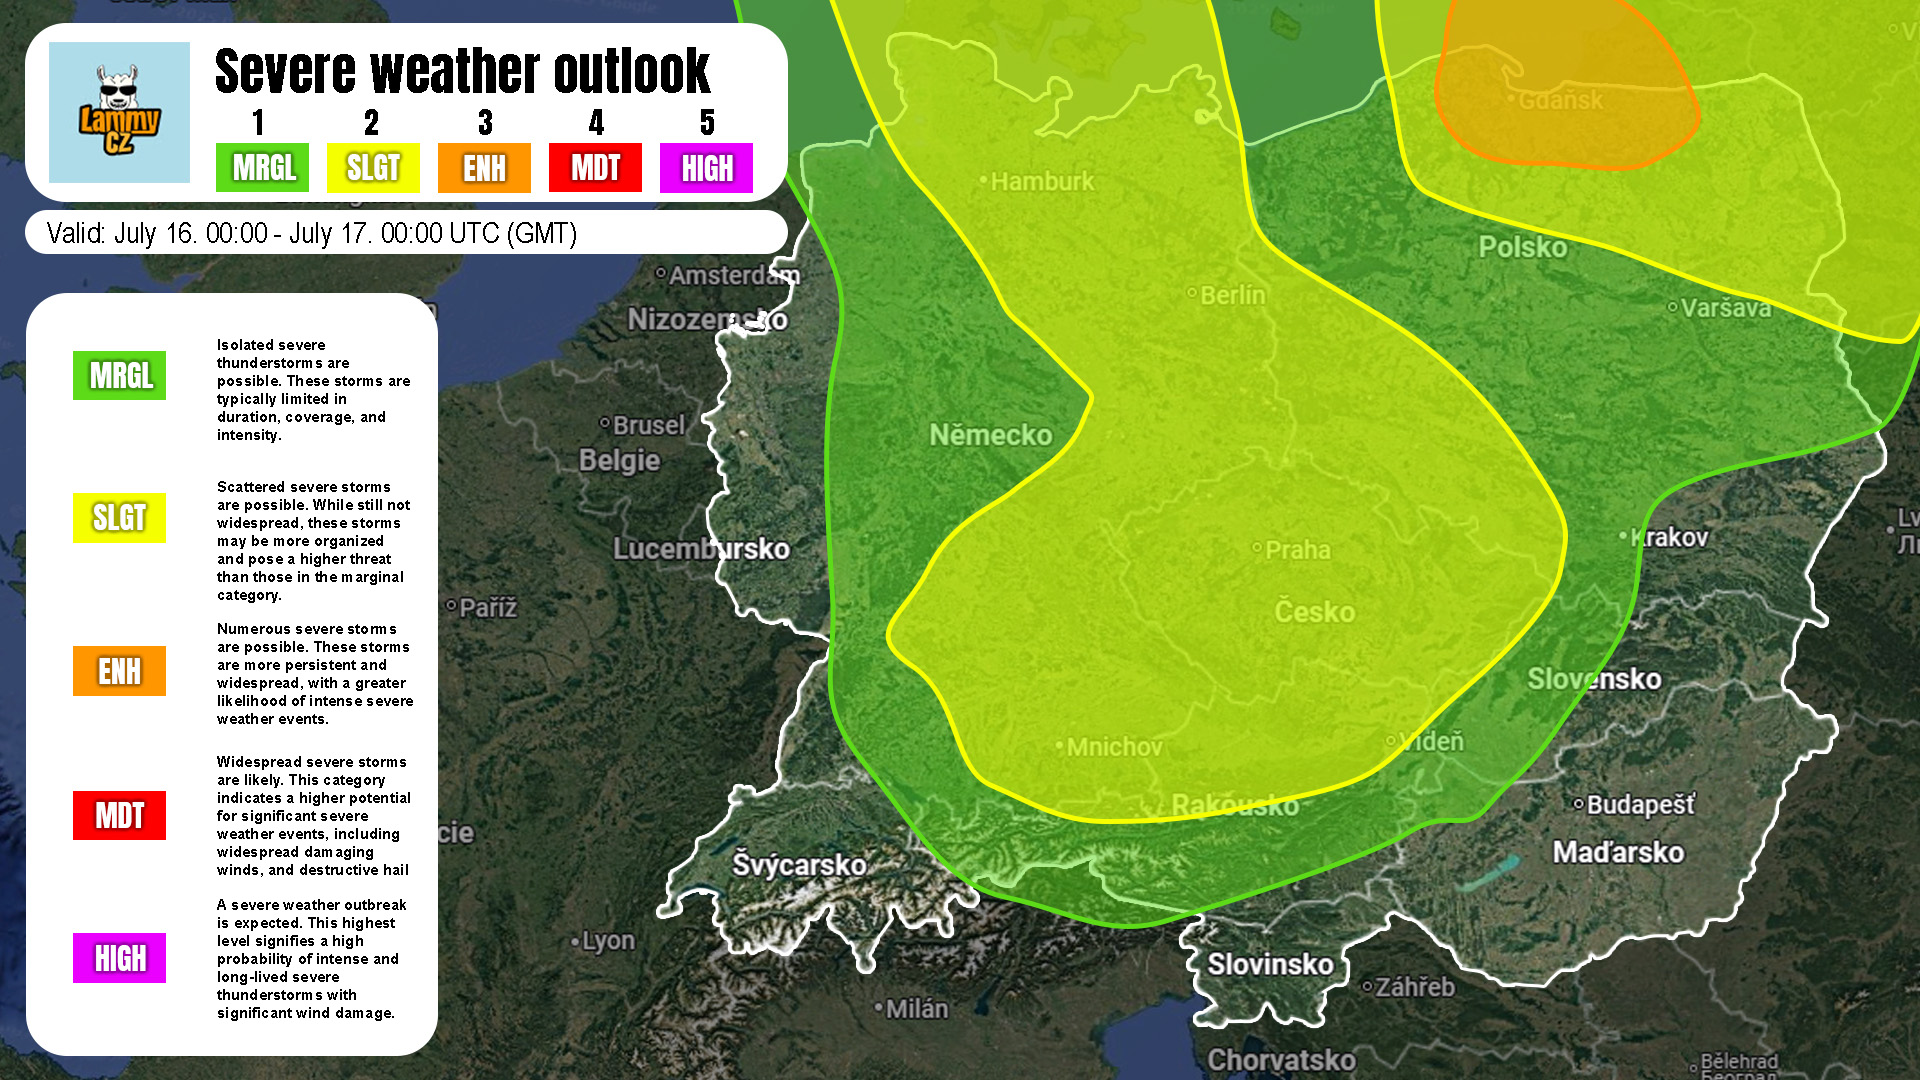 Severe weather outlook
Lammy
CZ
1 2 3 4 5
MRGL SLGT ENH MDT HIGH
Valid: July 16. 00:00 - July 17. 00:00 UTC (GMT)
MRGL
Isolated severe
thunderstorms are
possible. These storms are
typically limited in
duration, coverage, and
intensity.
SLGT
Scattered severe storms
are possible. While still not
widespread, these storms
may be more organized
and pose a higher threat
than those in the marginal
category.
ENH
Numerous severe storms
are possible. These storms
are more persistent and
widespread, with a greater
likelihood of intense severe
weather events.
MDT
Widespread severe storms
are likely. This category
indicates a higher potential
for significant severe
weather events, including
widespread damaging
winds, and destructive hail
HIGH
A severe weather outbreak
is expected. This highest
level signifies a high
probability of intense and
long-lived severe
thunderstorms with
significant wind damage.
Gdaňsk
Hamburk
Polsko
Amsterdam
Berlín
Varšava
Nizozemsko
Brusel
Německo
Belgie
Krakov
Lucembursko
Praha
Paříž
Česko
Slovensko
Mnichov
Vídeň
Rakousko
Budapešť
Maďarsko
Švýcarsko
Lyon
Slovinsko
Záhřeb
Milán
Chorvatsko
Bělehrad